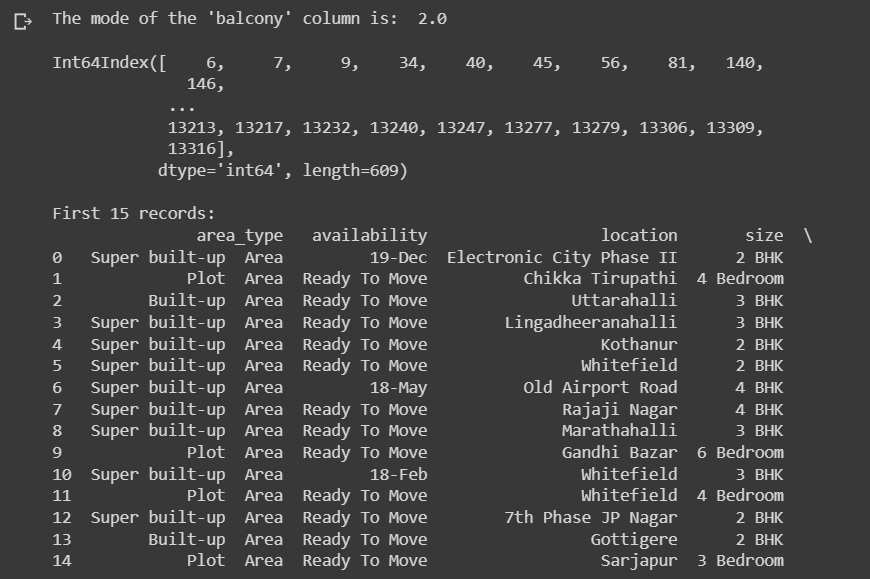 The mode of the 'balcony' column is:  2.0
Int64Index([    6,     7,     9,    34,    40,    45,    56,    81,   140,
              146,
            ...
            13213, 13217, 13232, 13240, 13247, 13277, 13279, 13306, 13309,
            13316],
           dtype='int64', length=609)
First 15 records:
               area_type   availability                  location       size  \
0   Super built-up  Area         19-Dec  Electronic City Phase II      2 BHK
1             Plot  Area  Ready To Move          Chikka Tirupathi  4 Bedroom
2         Built-up  Area  Ready To Move               Uttarahalli      3 BHK
3   Super built-up  Area  Ready To Move        Lingadheeranahalli      3 BHK
4   Super built-up  Area  Ready To Move                  Kothanur      2 BHK
5   Super built-up  Area  Ready To Move                Whitefield      2 BHK
6   Super built-up  Area         18-May          Old Airport Road      4 BHK
7   Super built-up  Area  Ready To Move              Rajaji Nagar      4 BHK
8   Super built-up  Area  Ready To Move              Marathahalli      3 BHK
9             Plot  Area  Ready To Move              Gandhi Bazar  6 Bedroom
10  Super built-up  Area         18-Feb                Whitefield      3 BHK
11            Plot  Area  Ready To Move                Whitefield  4 Bedroom
12  Super built-up  Area  Ready To Move        7th Phase JP Nagar      2 BHK
13        Built-up  Area  Ready To Move                 Gottigere      2 BHK
14            Plot  Area  Ready To Move                  Sarjapur  3 Bedroom